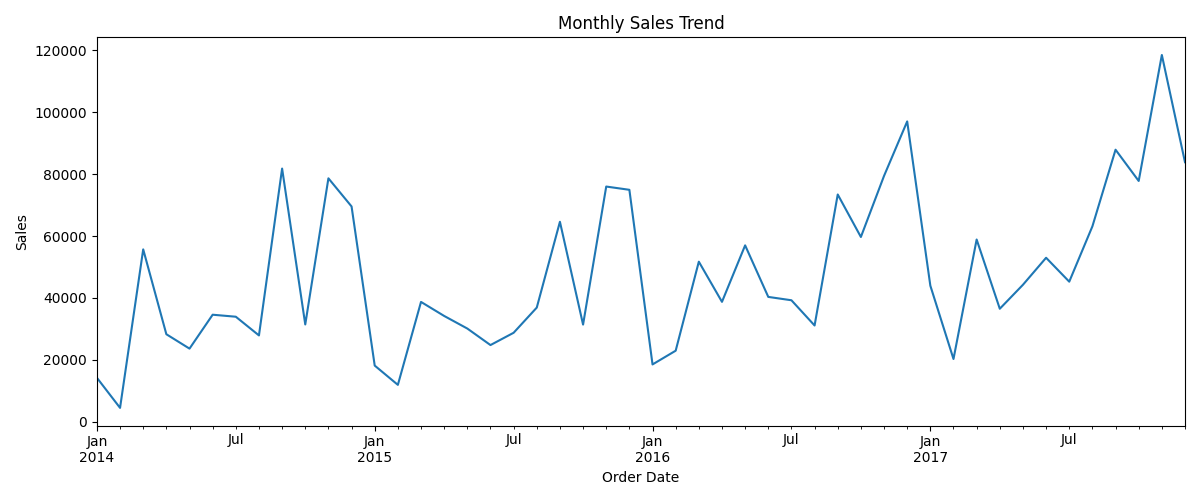 Monthly Sales Trend
120000
100000
80000
60000
40000
20000
0
Sales
Jan Jul Jan Jul Jan Jul Jan Jul
2014 2015 2016 2017
Order Date